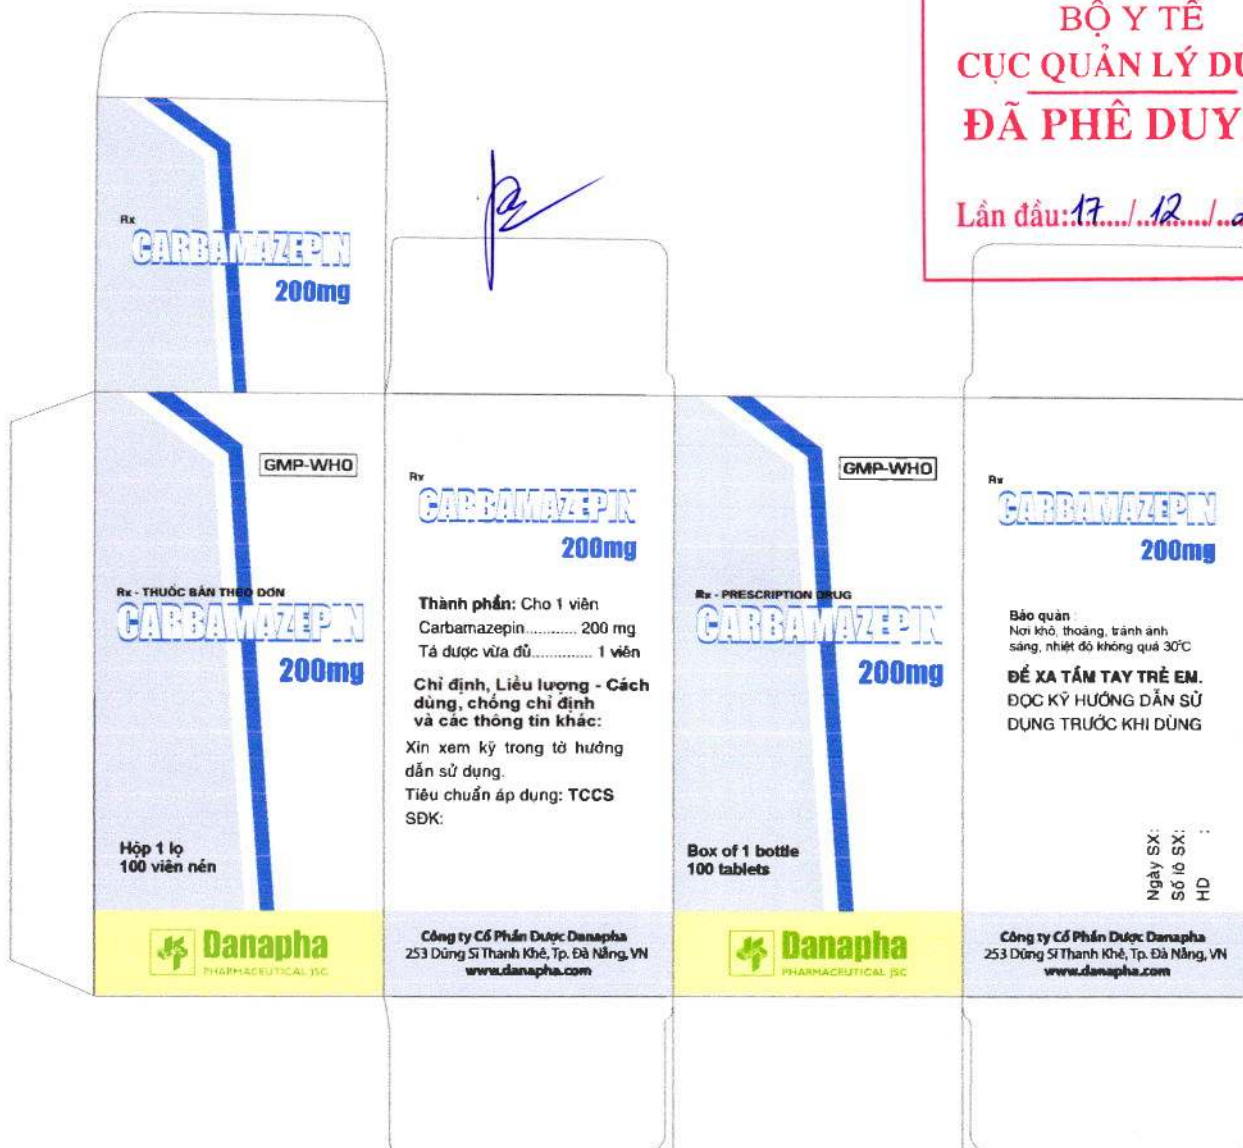 BỘ Y TẾ
CỤC QUẢN LÝ
ĐÃ PHÊ
Lần đầu:17..../..12..../...
Rx
CARBAMAZEPIN
200mg
GMP-WHO
Rx - THUỐC BÁN THEO ĐƠN
CARBAMAZEPIN
200mg
Hộp 1 lọ
100 viên nén
Danapha
PHARMACEUTICAL JSC
Rx
CARBAMAZEPIN
200mg
Thành phần: Cho 1 viên
Carbamazepin............ 200 mg
Tá dược vừa đủ.............. 1 viên
Chỉ định, Liều lượng - Cách
dùng, chống chỉ định
và các thông tin khác:
Xin xem kỹ trong tờ hướng
dẫn sử dụng.
Tiêu chuẩn áp dụng: TCCS
SĐK:
Công ty Cổ Phần Dược Danapha
253 Dũng Sĩ Thanh Khê, Tp. Đà Nẵng, VN
www.danapha.com
GMP-WHO
Rx - PRESCRIPTION DRUG
CARBAMAZEPIN
200mg
Box of 1 bottle
100 tablets
Danapha
PHARMACEUTICAL JSC
Rx
CARBAMAZEPIN
200mg
Bảo quản :
Nơi khô, thoáng, tránh ánh
sáng, nhiệt độ không quá 30°C
ĐỂ XA TẦM TAY TRẺ EM.
ĐỌC KỸ HƯỚNG DẪN SỬ
DỤNG TRƯỚC KHI DÙNG
Ngày SX:
Số lô SX:
HD :
Công ty Cổ Phần Dược Danapha
253 Dũng Sĩ Thanh Khê, Tp. Đà Nẵng, VN
www.danapha.com